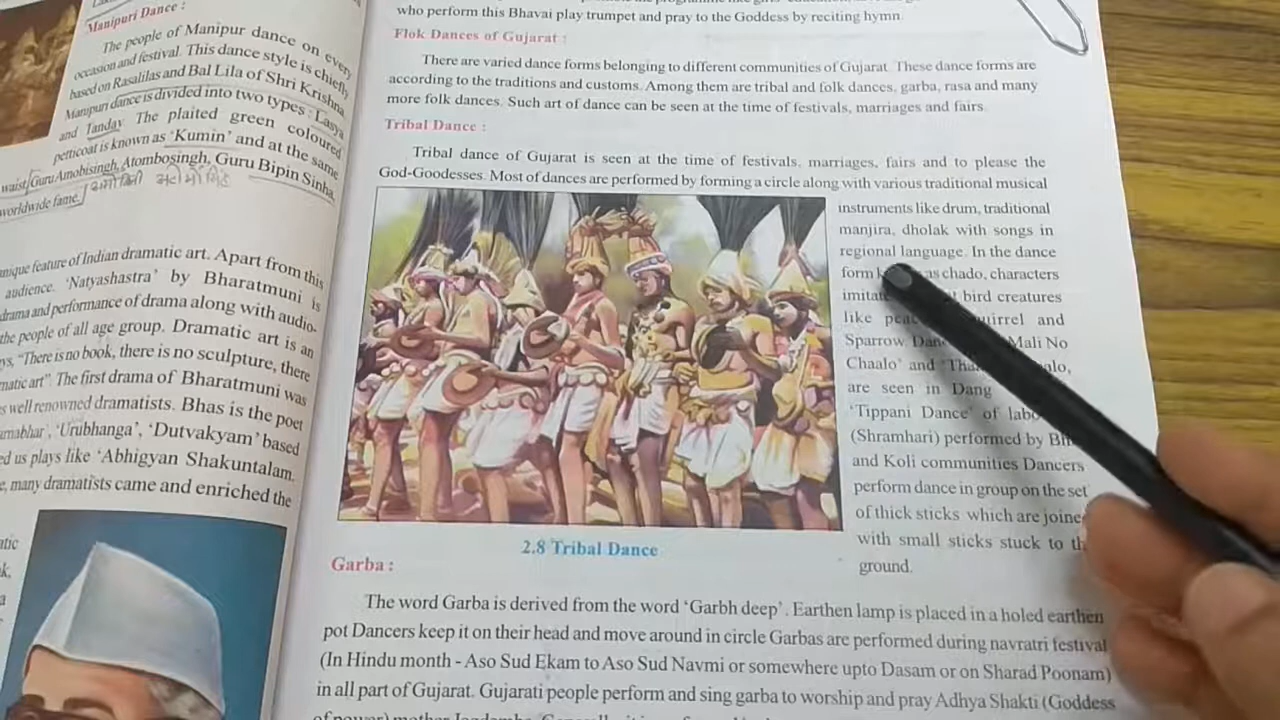 Manipuri Dance :
The people of Manipur dance on every
occasion and festival. This dance style is chiefly
based on Rasalilas and Bal Lila of Shri Krishna.
Manipuri dance is divided into two types : Lasya
and Tandav. The plaited green coloured
petticoat is known as 'Kumin' and at the same
waist Guru Amobisingh, Atombosingh, Guru Bipin Sinha,
worldwide fame.
unique feature of Indian dramatic art. Apart from this
audience. 'Natyashastra' by Bharatmuni is
drama and performance of drama along with audio-
the people of all age group. Dramatic art is an
"There is no book, there is no sculpture, there
art". The first drama of Bharatmuni was
well renowned dramatists. Bhas is the poet
'Urubhanga', 'Dutvakyam' based
us plays like 'Abhigyan Shakuntalam.
many dramatists came and enriched the
who perform this Bhavai play trumpet and pray to the Goddess by reciting hymn.
Flok Dances of Gujarat :
There are varied dance forms belonging to different communities of Gujarat. These dance forms are
according to the traditions and customs. Among them are tribal and folk dances, garba, rasa and many
more folk dances. Such art of dance can be seen at the time of festivals, marriages and fairs.
Tribal Dance :
Tribal dance of Gujarat is seen at the time of festivals, marriages, fairs and to please the
God-Goodesses. Most of dances are performed by forming a circle along with various traditional musical
instruments like drum, traditional
manjira, dholak with songs in
regional language. In the dance
form as chado, characters
bird creatures
like and
Sparrow. Mali No
Chaalo' and
are seen in Dang
'Tippani Dance' of
(Shramhari) performed by
and Koli communities Dancers
perform dance in group on the set
of thick sticks which are
with small sticks stuck to
ground.
2.8 Tribal Dance
Garba :
The word Garba is derived from the word 'Garbh deep'. Earthen lamp is placed in a holed earthen
pot Dancers keep it on their head and move around in circle Garbas are performed during navratri festival
(In Hindu month - Aso Sud Ekam to Aso Sud Navmi or somewhere upto Dasam or on Sharad Poonam)
in all part of Gujarat. Gujarati people perform and sing garba to worship and pray Adhya Shakti (Goddess